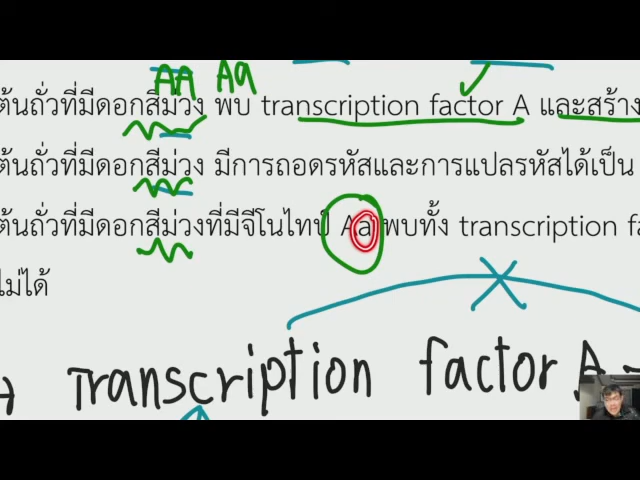 AA Aa
ต้นถั่วที่มีดอกสีม่วง พบ transcription factor A และสร้าง
ต้นถั่วที่มีดอกสีม่วง มีการถอดรหัสและการแปลรหัสได้เป็น
ต้นถั่วที่มีดอกสีม่วงที่มีจีโนไทป์ Aa พบทั้ง transcription fa
ไม่ได้
transcription factor A